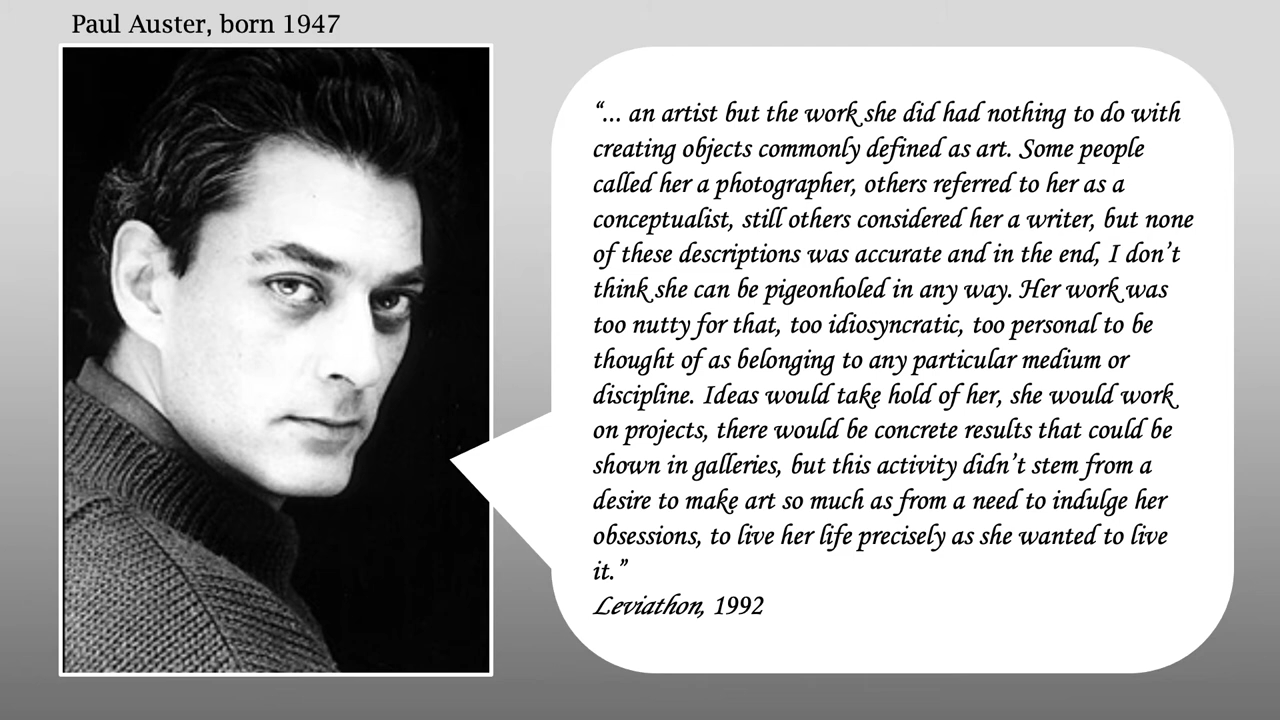 Paul Auster, born 1947
“... an artist but the work she did had nothing to do with
creating objects commonly defined as art. Some people
called her a photographer, others referred to her as a
conceptualist, still others considered her a writer, but none
of these descriptions was accurate and in the end, I don’t
think she can be pigeonholed in any way. Her work was
too nutty for that, too idiosyncratic, too personal to be
thought of as belonging to any particular medium or
discipline. Ideas would take hold of her, she would work
on projects, there would be concrete results that could be
shown in galleries, but this activity didn’t stem from a
desire to make art so much as from a need to indulge her
obsessions, to live her life precisely as she wanted to live
it.”
Leviathon, 1992